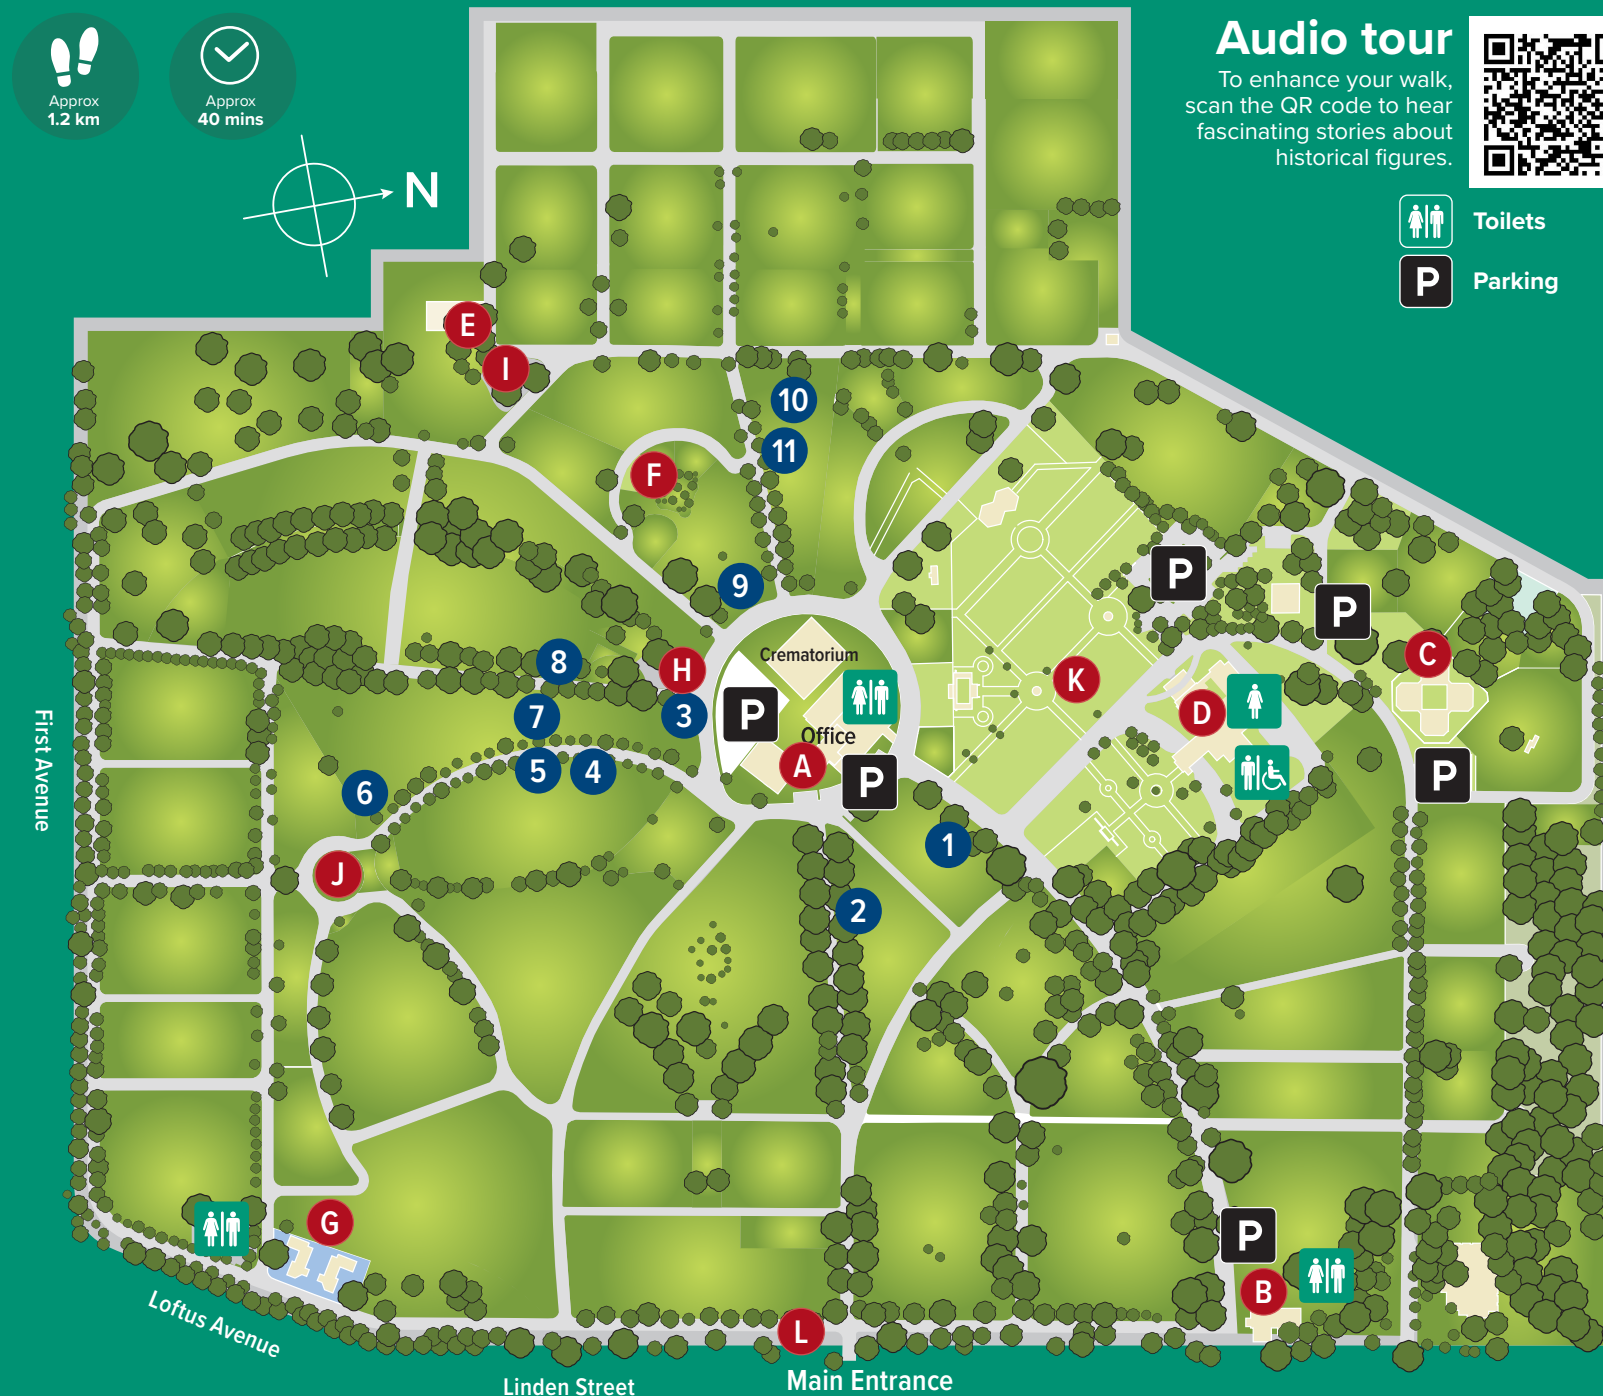 Approx
1.2 km
Approx
40 mins
N
Audio tour
To enhance your walk,
scan the QR code to hear
fascinating stories about
historical figures.
Toilets
P Parking
E
I
10
11
F
9
P
P
C
8
H
7
3
P
Crematorium
Office
A
P
K
D
P
5
4
6
1
2
J
First Avenue
G
P
B
L
Loftus Avenue
Linden Street
Main Entrance